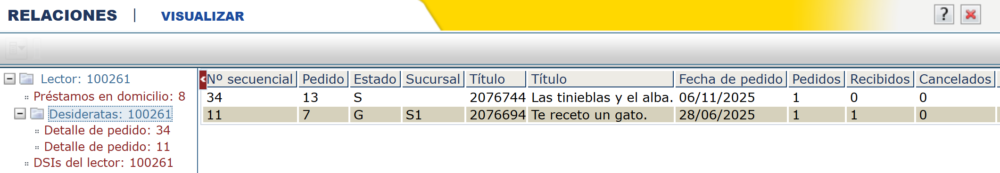 RELACIONES | VISUALIZAR
?
Lector: 100261
Préstamos en domicilio: 8
Desideratas: 100261
Detalle de pedido: 34
Detalle de pedido: 11
DSIs del lector: 100261
Nº secuencial Pedido Estado Sucursal Título Título Fecha de pedido Pedidos Recibidos Cancelados
34 13 S 2076744 Las tinieblas y el alba. 06/11/2025 1 0 0
11 7 G S1 2076694 Te receto un gato. 28/06/2025 1 1 0